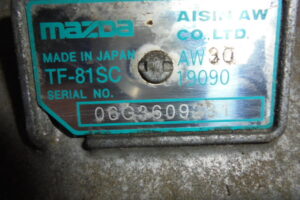 mazda
AISIN AW
CO.,LTD.
MADE IN JAPAN
AW30
TF-81SC
19090
SERIAL NO.